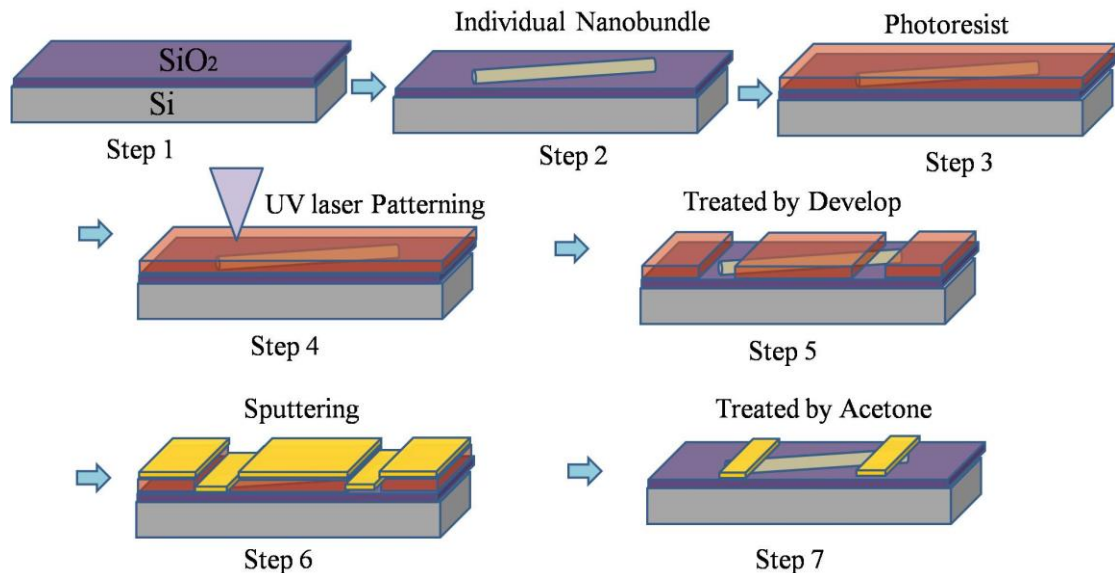 Individual Nanobundle
Photoresist
SiO2
Si
Step 1
Step 2
Step 3
UV laser Patterning
Treated by Develop
Step 4
Step 5
Sputtering
Treated by Acetone
Step 6
Step 7